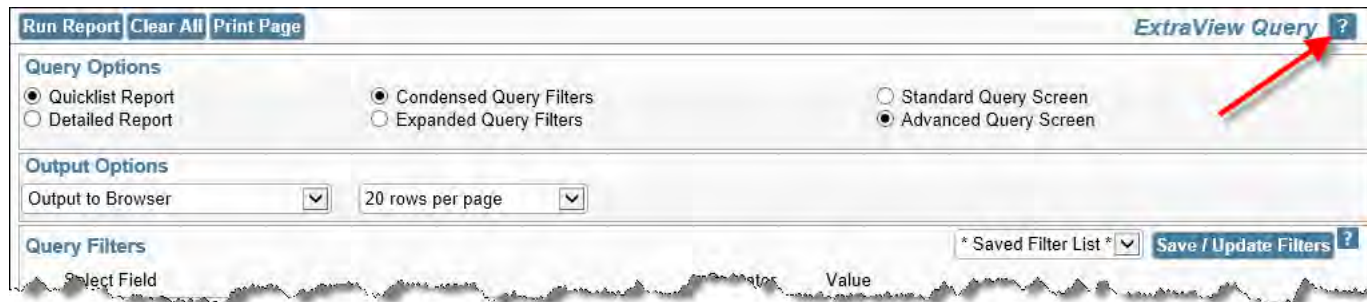 Run Report Clear All Print Page ExtraView Query ?
Query Options
Quicklist Report Condensed Query Filters Standard Query Screen
Detailed Report Expanded Query Filters Advanced Query Screen
Output Options
Output to Browser 20 rows per page
Query Filters * Saved Filter List * Save / Update Filters ?
Select Field Value